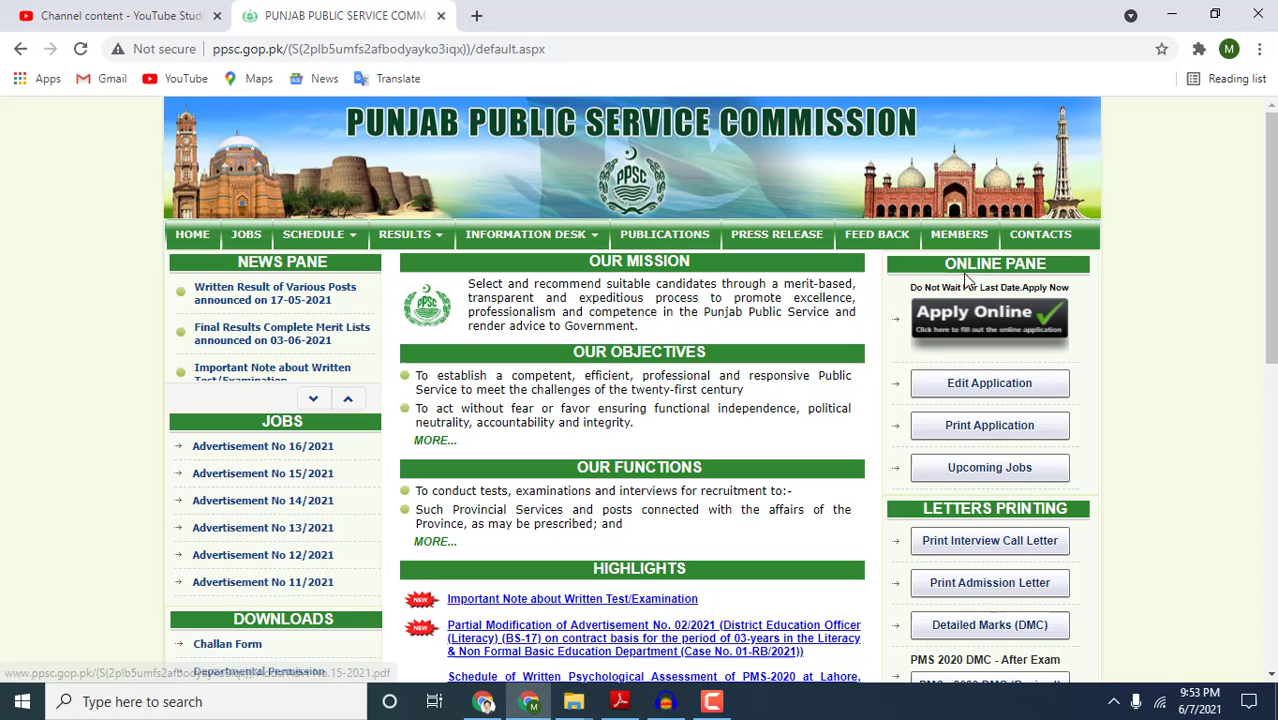 Channel content - YouTube Stud
PUNJAB PUBLIC SERVICE COMM
Not secure
ppsc.gop.pk/(S(2plb5umfs2afbodyayko3iqx))/default.aspx
M
Apps
Gmail
YouTube
Maps
News
Translate
Reading list
PUNJAB PUBLIC SERVICE COMMISSION
PPSC
HOME
JOBS
SCHEDULE
RESULTS
INFORMATION DESK
PUBLICATIONS
PRESS RELEASE
FEED BACK
MEMBERS
CONTACTS
NEWS PANE
Written Result of Various Posts
announced on 17-05-2021
Final Results Complete Merit Lists
announced on 03-06-2021
Important Note about Written
Test/Examination
JOBS
Advertisement No 16/2021
Advertisement No 15/2021
Advertisement No 14/2021
Advertisement No 13/2021
Advertisement No 12/2021
Advertisement No 11/2021
DOWNLOADS
Challan Form
Departmental Permission
OUR MISSION
Select and recommend suitable candidates through a merit-based,
transparent and expeditious process to promote excellence,
professionalism and competence in the Punjab Public Service and
render advice to Government.
OUR OBJECTIVES
To establish a competent, efficient, professional and responsive Public
Service to meet the challenges of the twenty-first century
To act without fear or favor ensuring functional independence, political
neutrality, accountability and integrity.
MORE...
OUR FUNCTIONS
To conduct tests, examinations and interviews for recruitment to:-
Such Provincial Services and posts connected with the affairs of the
Province, as may be prescribed; and
MORE...
HIGHLIGHTS
NEW
Important Note about Written Test/Examination
NEW
Partial Modification of Advertisement No. 02/2021 (District Education Officer
(Literacy) (BS-17) on contract basis for the period of 03-years in the Literacy
& Non Formal Basic Education Department (Case No. 01-RB/2021))
Schedule of Written Psychological Assessment of PMS-2020 at Lahore,
ONLINE PANE
Do Not Wait For Last Date.Apply Now
Apply Online
Click here to fill out the online application
Edit Application
Print Application
Upcoming Jobs
LETTERS PRINTING
Print Interview Call Letter
Print Admission Letter
Detailed Marks (DMC)
PMS 2020 DMC - After Exam
Type here to search
9:53 PM
6/7/2021